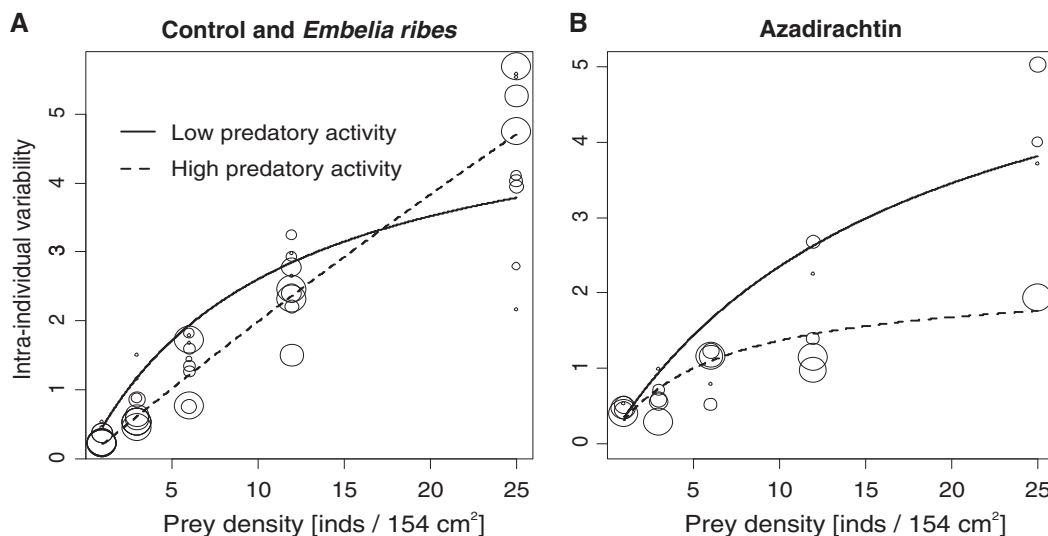 A
Control and Embelia ribes
B
Azadirachtin
Intra-individual variability
5
4
3
2
1
0
Low predatory activity
High predatory activity
5
4
3
2
1
0
5 10 15 20 25
5 10 15 20 25
Prey density [inds / 154 cm²]
Prey density [inds / 154 cm²]